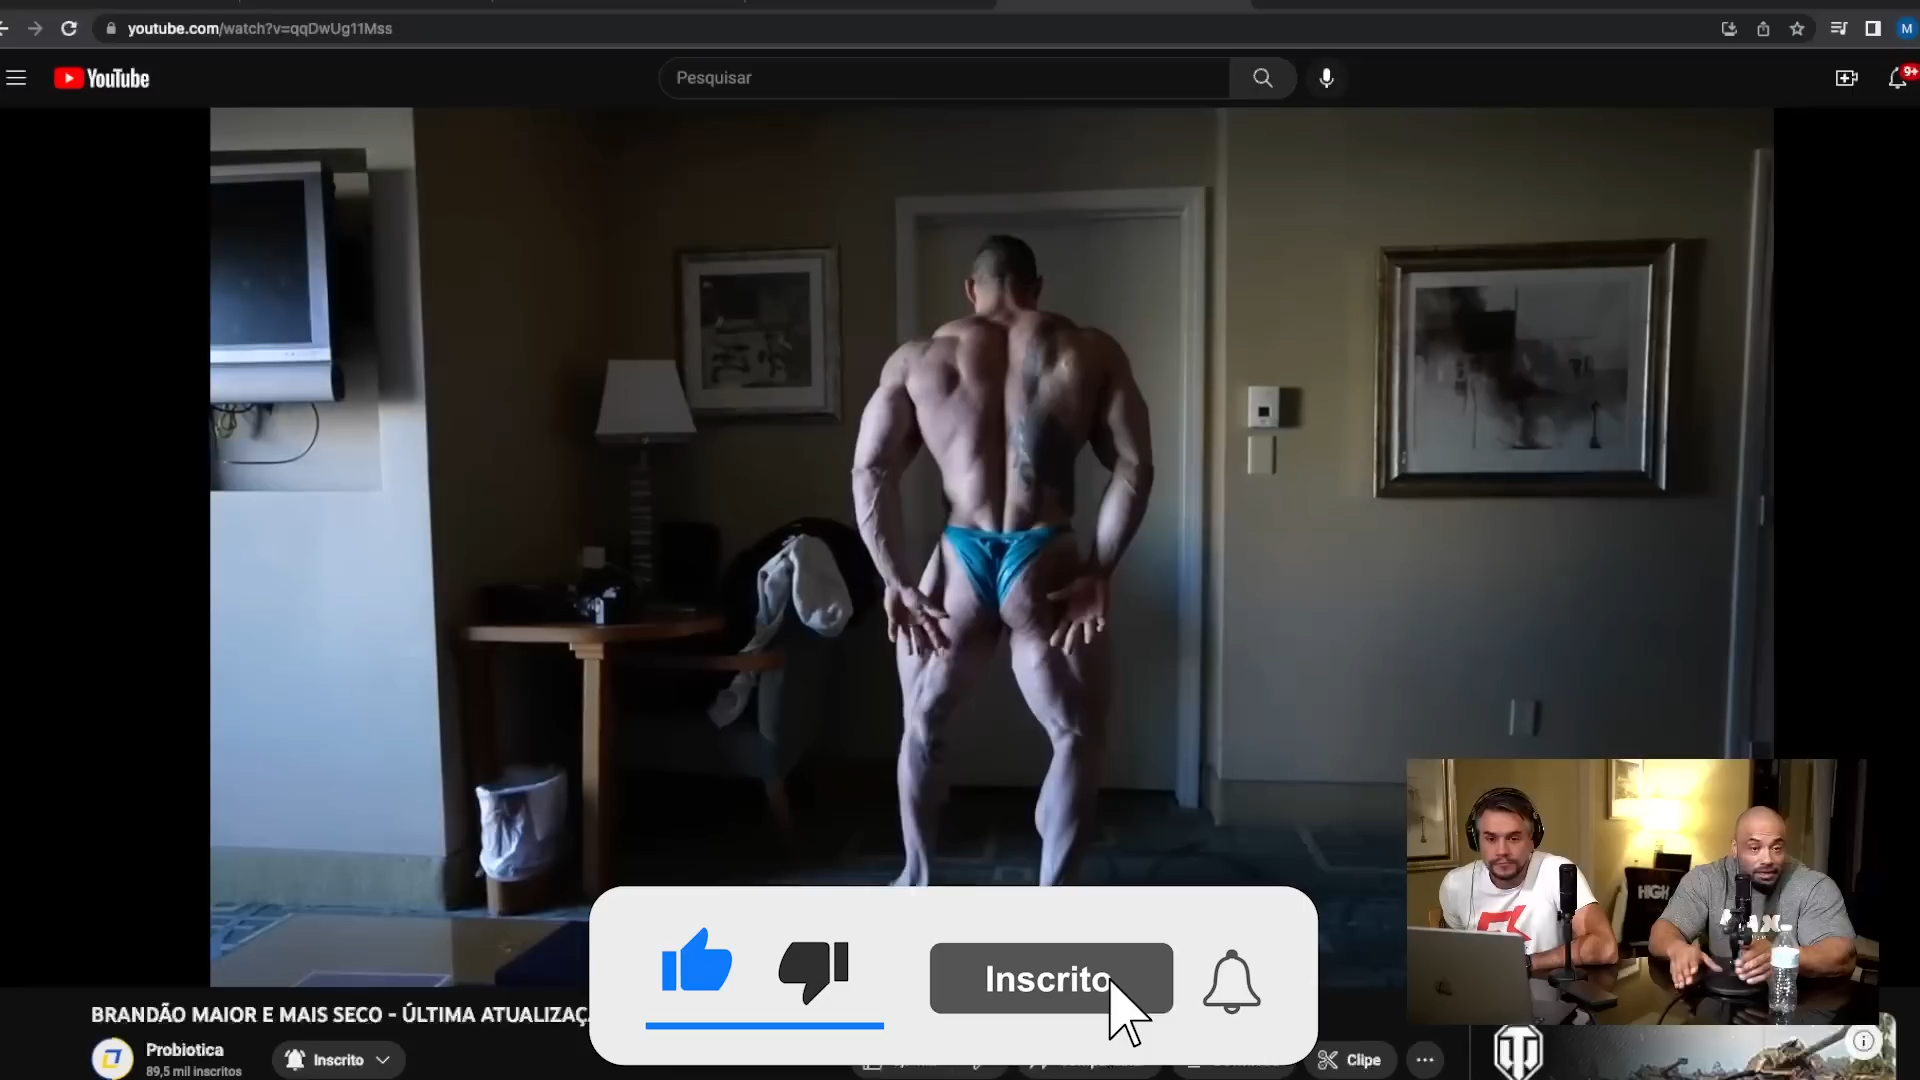 youtube.com/watch?v=qqDwUg11Mss
M
YouTube
Pesquisar
9+
HIGH
BRANDÃO MAIOR E MAIS SECO - ÚLTIMA ATUALIZAÇ
Inscrito
Probiotica
89,5 mil inscritos
Inscrito
Clipe